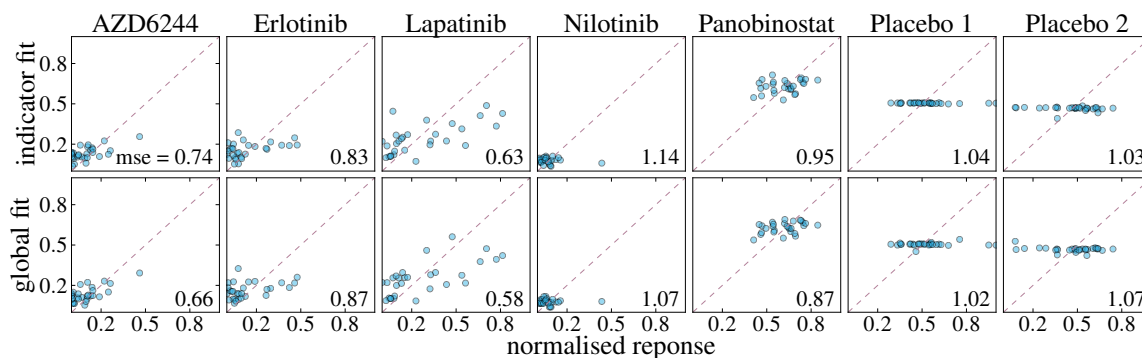 AZD6244 Erlotinib Lapatinib Nilotinib Panobinostat Placebo 1 Placebo 2
indicator fit
0.8
0.5
0.2
mse = 0.74 0.83 0.63 1.14 0.95 1.04 1.03
global fit
0.8
0.5
0.2
0.66 0.87 0.58 1.07 0.87 1.02 1.07
0.2 0.5 0.8 0.2 0.5 0.8 0.2 0.5 0.8 0.2 0.5 0.8 0.2 0.5 0.8 0.2 0.5 0.8 0.2 0.5 0.8
normalised reponse